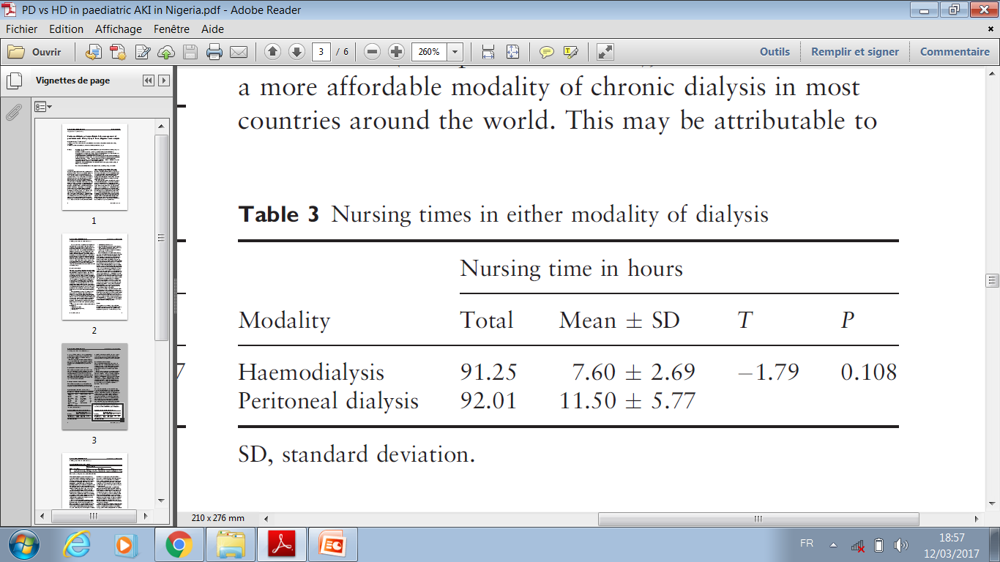 PD vs HD in paediatric AKI in Nigeria.pdf - Adobe Reader
Fichier Edition Affichage Fenêtre Aide
Ouvrir 3 / 6 260% Outils Remplir et signer Commentaire
Vignettes de page
1
2
3
a more affordable modality of chronic dialysis in most
countries around the world. This may be attributable to
Table 3 Nursing times in either modality of dialysis
Nursing time in hours
Modality Total Mean ± SD T P
7 Haemodialysis 91.25 7.60 ± 2.69 −1.79 0.108
Peritoneal dialysis 92.01 11.50 ± 5.77
SD, standard deviation.
210 x 276 mm
FR 18:57
12/03/2017